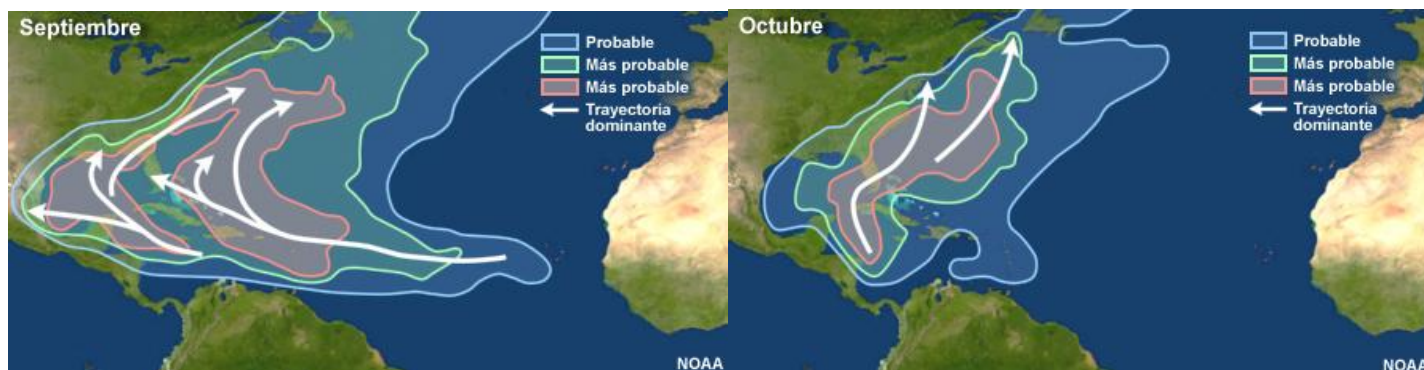 Septiembre
Probable
Más probable
Más probable
Trayectoria
dominante
NOAA
Octubre
Probable
Más probable
Más probable
Trayectoria
dominante
NOAA